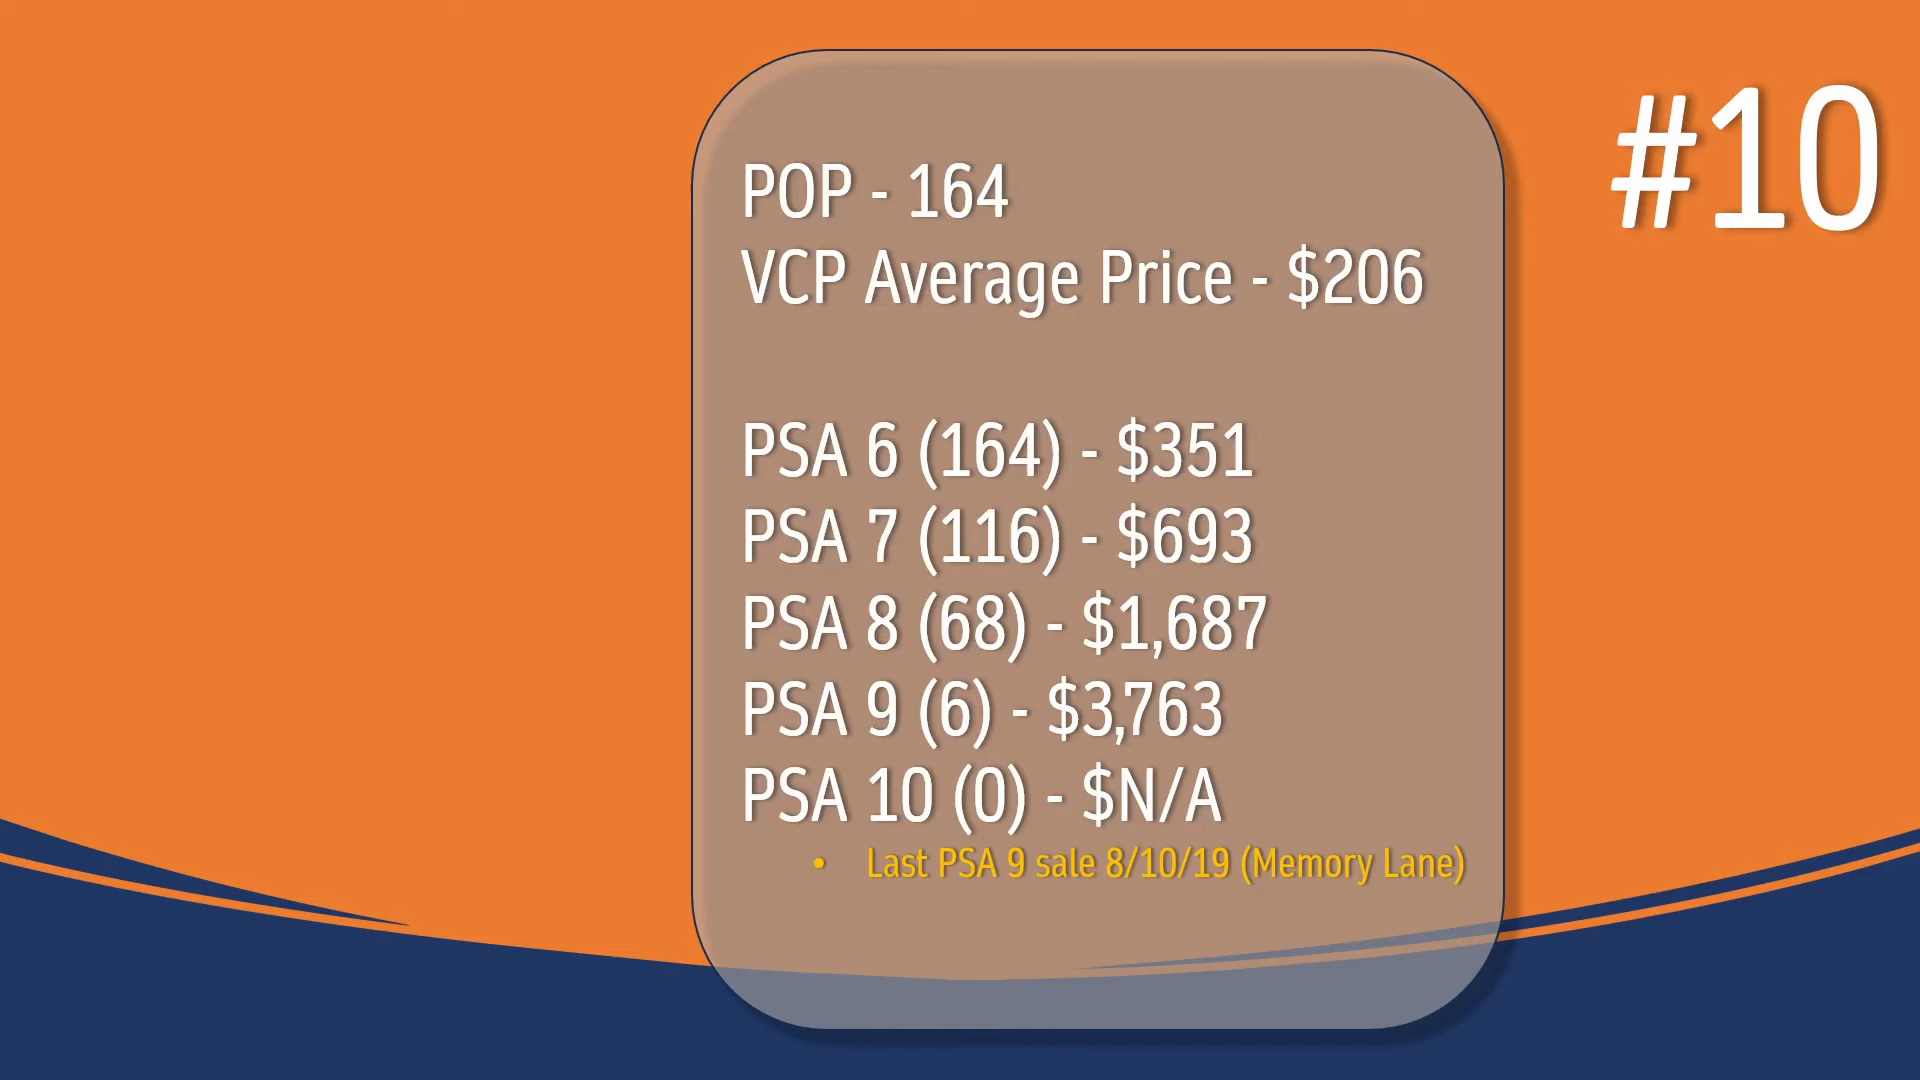 #10
POP - 164
VCP Average Price - $206
PSA 6 (164) - $351
PSA 7 (116) - $693
PSA 8 (68) - $1,687
PSA 9 (6) - $3,763
PSA 10 (0) - $N/A
• Last PSA 9 sale 8/10/19 (Memory Lane)